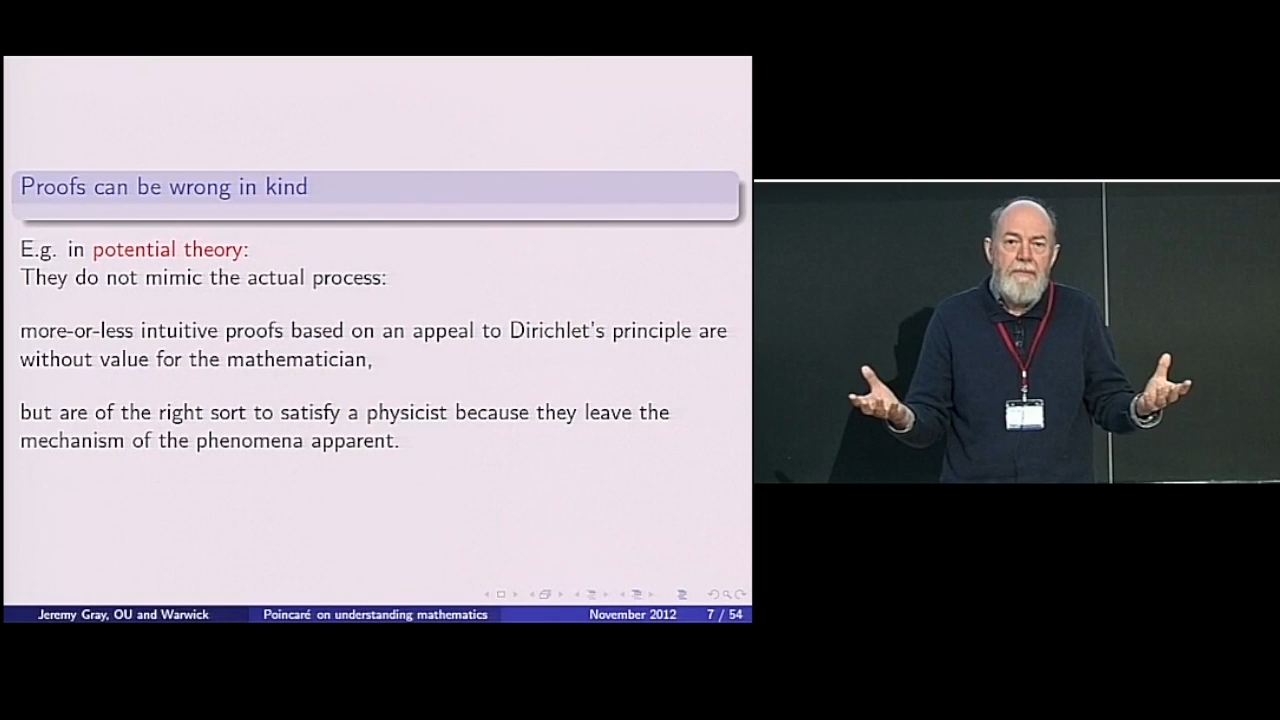 Proofs can be wrong in kind
E.g. in potential theory:
They do not mimic the actual process:
more-or-less intuitive proofs based on an appeal to Dirichlet's principle are
without value for the mathematician,
but are of the right sort to satisfy a physicist because they leave the
mechanism of the phenomena apparent.
Jeremy Gray, OU and Warwick Poincaré on understanding mathematics November 2012 7 / 54